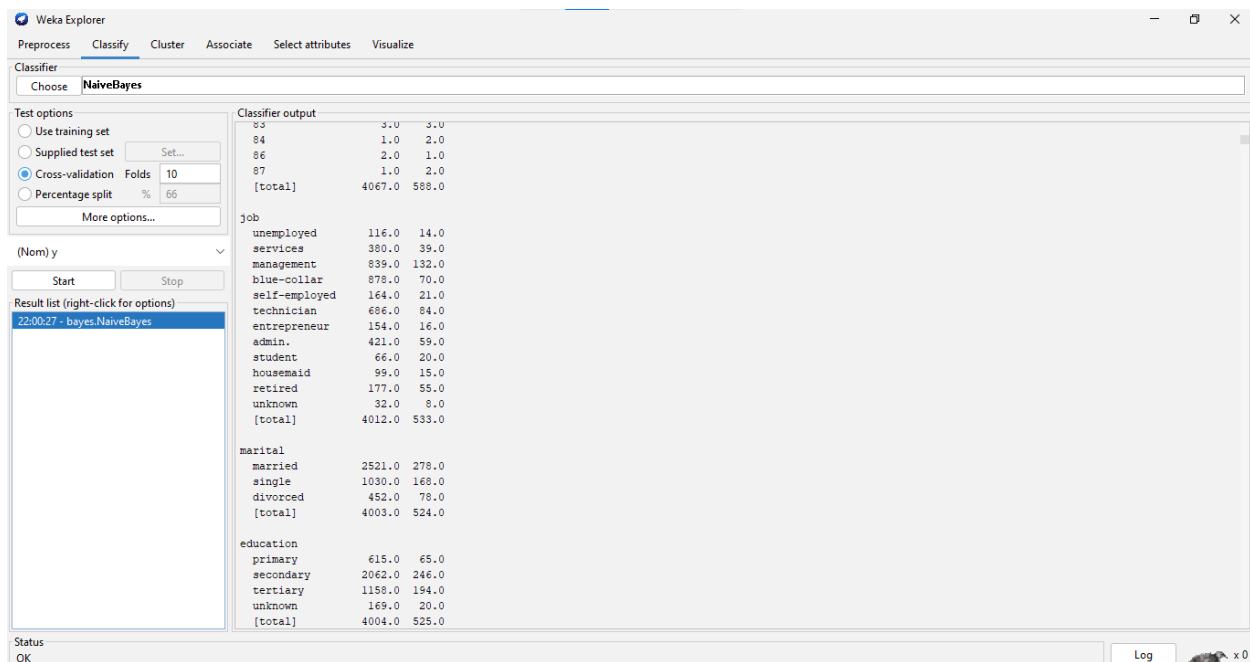 Weka Explorer
Preprocess Classify Cluster Associate Select attributes Visualize
Classifier
Choose NaiveBayes
Test options
Use training set
Supplied test set Set...
Cross-validation Folds 10
Percentage split % 66
More options...
(Nom) y
Start Stop
Result list (right-click for options)
22:00:27 - bayes.NaiveBayes
Classifier output
83 3.0 3.0
84 1.0 2.0
86 2.0 1.0
87 1.0 2.0
[total] 4067.0 588.0
job
unemployed 116.0 14.0
services 380.0 39.0
management 839.0 132.0
blue-collar 878.0 70.0
self-employed 164.0 21.0
technician 686.0 84.0
entrepreneur 154.0 16.0
admin. 421.0 59.0
student 66.0 20.0
housemaid 99.0 15.0
retired 177.0 55.0
unknown 32.0 8.0
[total] 4012.0 533.0
marital
married 2521.0 278.0
single 1030.0 168.0
divorced 452.0 78.0
[total] 4003.0 524.0
education
primary 615.0 65.0
secondary 2062.0 246.0
tertiary 1158.0 194.0
unknown 169.0 20.0
[total] 4004.0 525.0
Status
OK
Log x 0